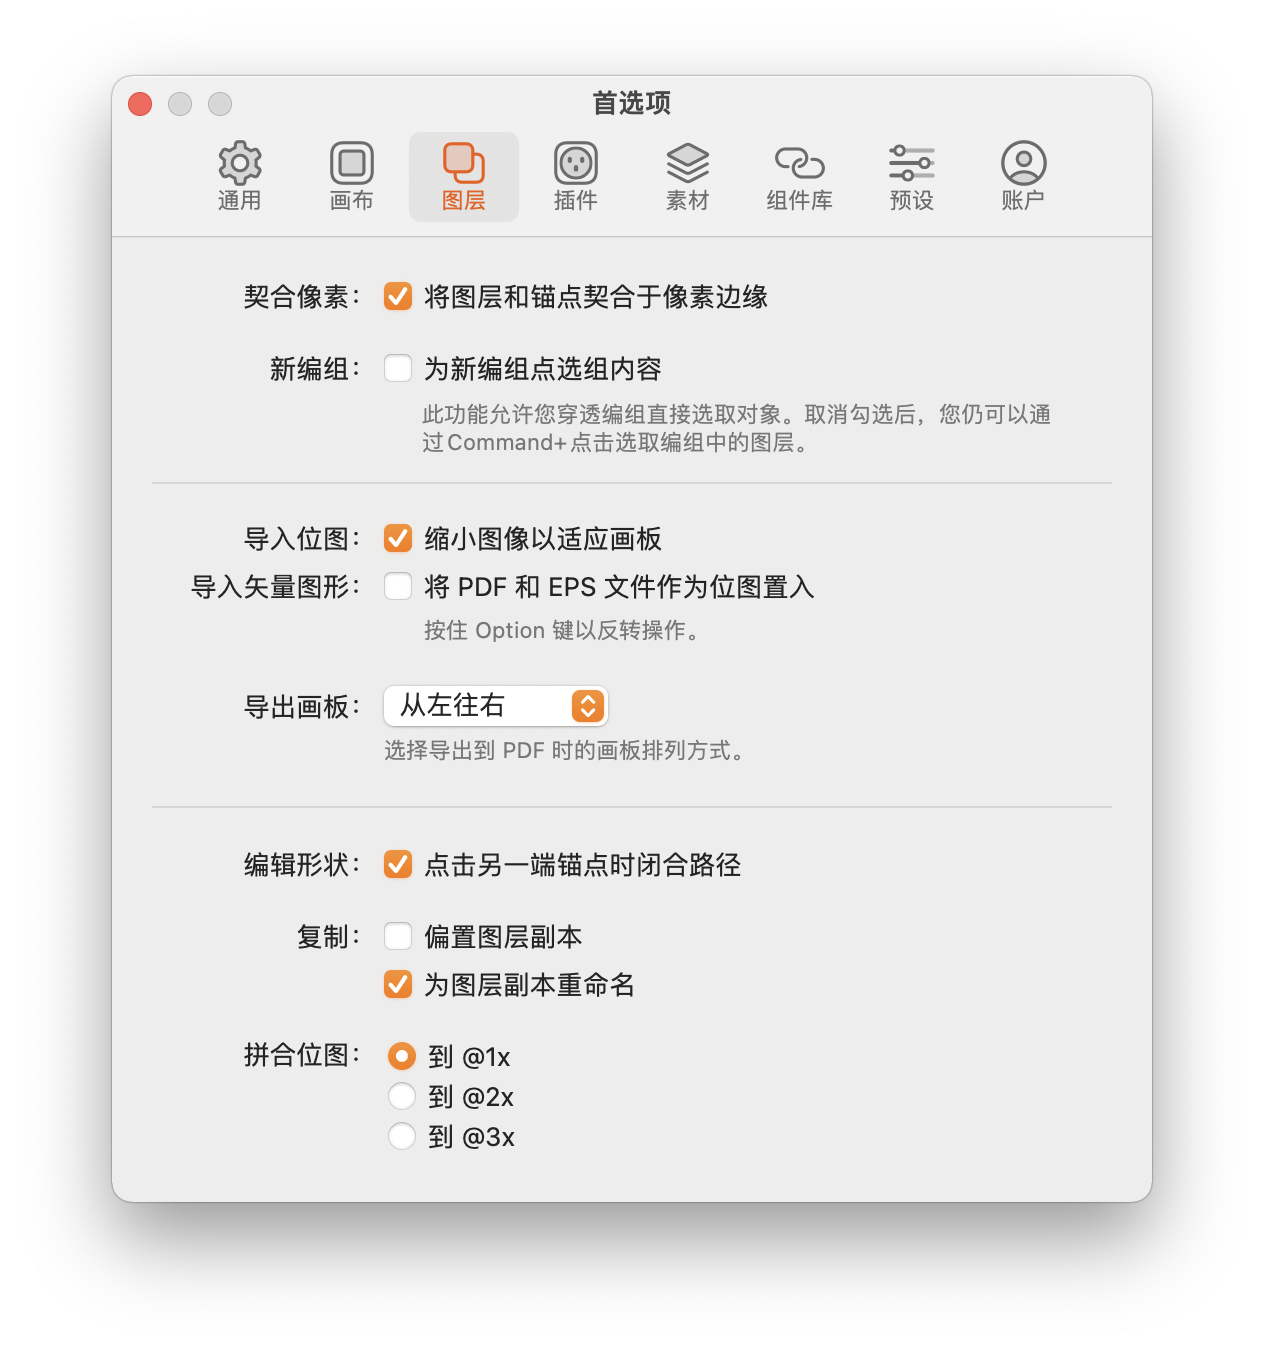 首选项
通用 画布 图层 插件 素材 组件库 预设 账户
契合像素： 将图层和锚点契合于像素边缘
新编组： 为新编组点选组内容
此功能允许您穿透编组直接选取对象。取消勾选后，您仍可以通
过Command+点击选取编组中的图层。
导入位图： 缩小图像以适应画板
导入矢量图形： 将 PDF 和 EPS 文件作为位图置入
按住 Option 键以反转操作。
导出画板： 从左往右
选择导出到 PDF 时的画板排列方式。
编辑形状： 点击另一端锚点时闭合路径
复制： 偏置图层副本
为图层副本重命名
拼合位图： 到 @1x
到 @2x
到 @3x